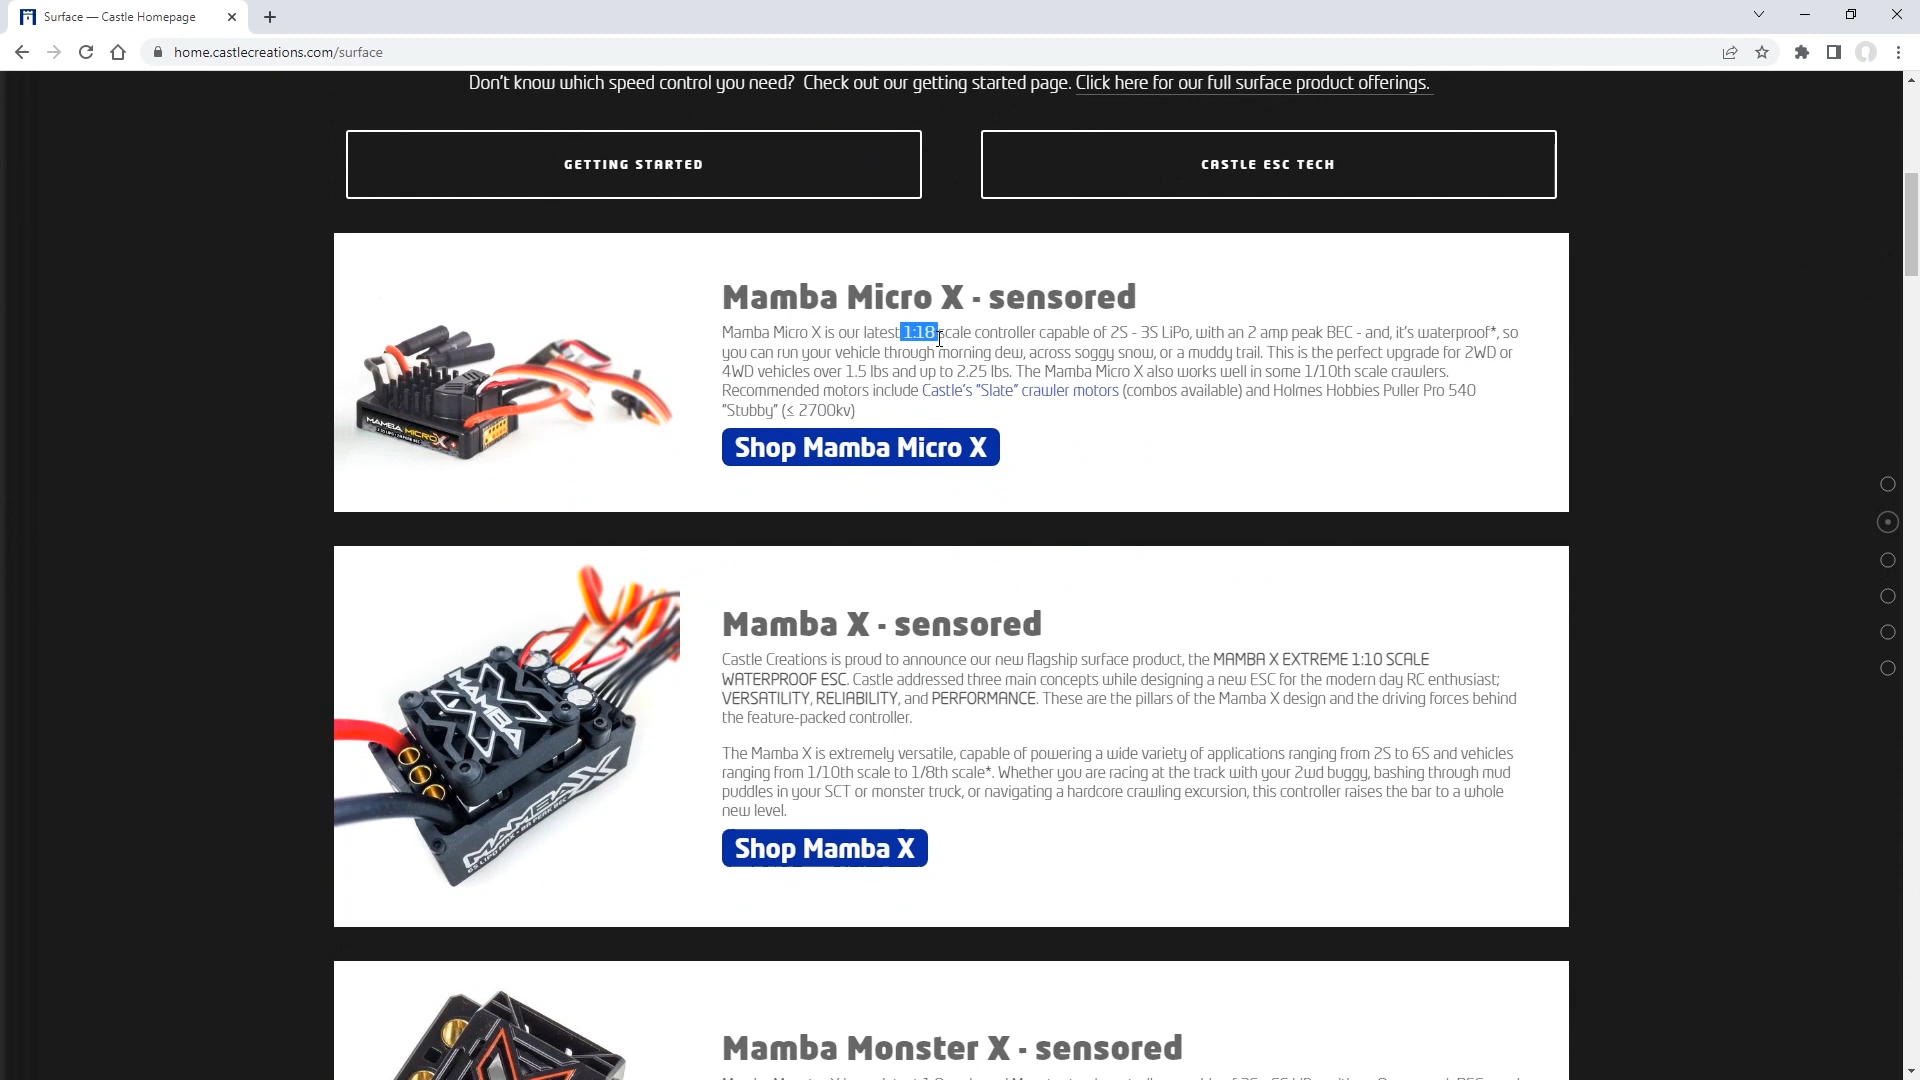 Surface — Castle Homepage
home.castlecreations.com/surface
Don't know which speed control you need? Check out our getting started page. Click here for our full surface product offerings.
GETTING STARTED
CASTLE ESC TECH
Mamba Micro X - sensored
Mamba Micro X is our latest 1:18 scale controller capable of 2S - 3S LiPo, with an 2 amp peak BEC - and, it's waterproof*, so
you can run your vehicle through morning dew, across soggy snow, or a muddy trail. This is the perfect upgrade for 2WD or
4WD vehicles over 1.5 lbs and up to 2.25 lbs. The Mamba Micro X also works well in some 1/10th scale crawlers.
Recommended motors include Castle's "Slate" crawler motors (combos available) and Holmes Hobbies Puller Pro 540
"Stubby" (≤ 2700kv)
MAMBA MICRO X
Shop Mamba Micro X
Mamba X - sensored
Castle Creations is proud to announce our new flagship surface product, the MAMBA X EXTREME 1:10 SCALE
WATERPROOF ESC. Castle addressed three main concepts while designing a new ESC for the modern day RC enthusiast;
VERSATILITY, RELIABILITY, and PERFORMANCE. These are the pillars of the Mamba X design and the driving forces behind
the feature-packed controller.
The Mamba X is extremely versatile, capable of powering a wide variety of applications ranging from 2S to 6S and vehicles
ranging from 1/10th scale to 1/8th scale*. Whether you are racing at the track with your 2wd buggy, bashing through mud
puddles in your SCT or monster truck, or navigating a hardcore crawling excursion, this controller raises the bar to a whole
new level.
MAMBA X
MAMBA X
6S LIPO MAX - 8A PEAK BEC
Shop Mamba X
Mamba Monster X - sensored